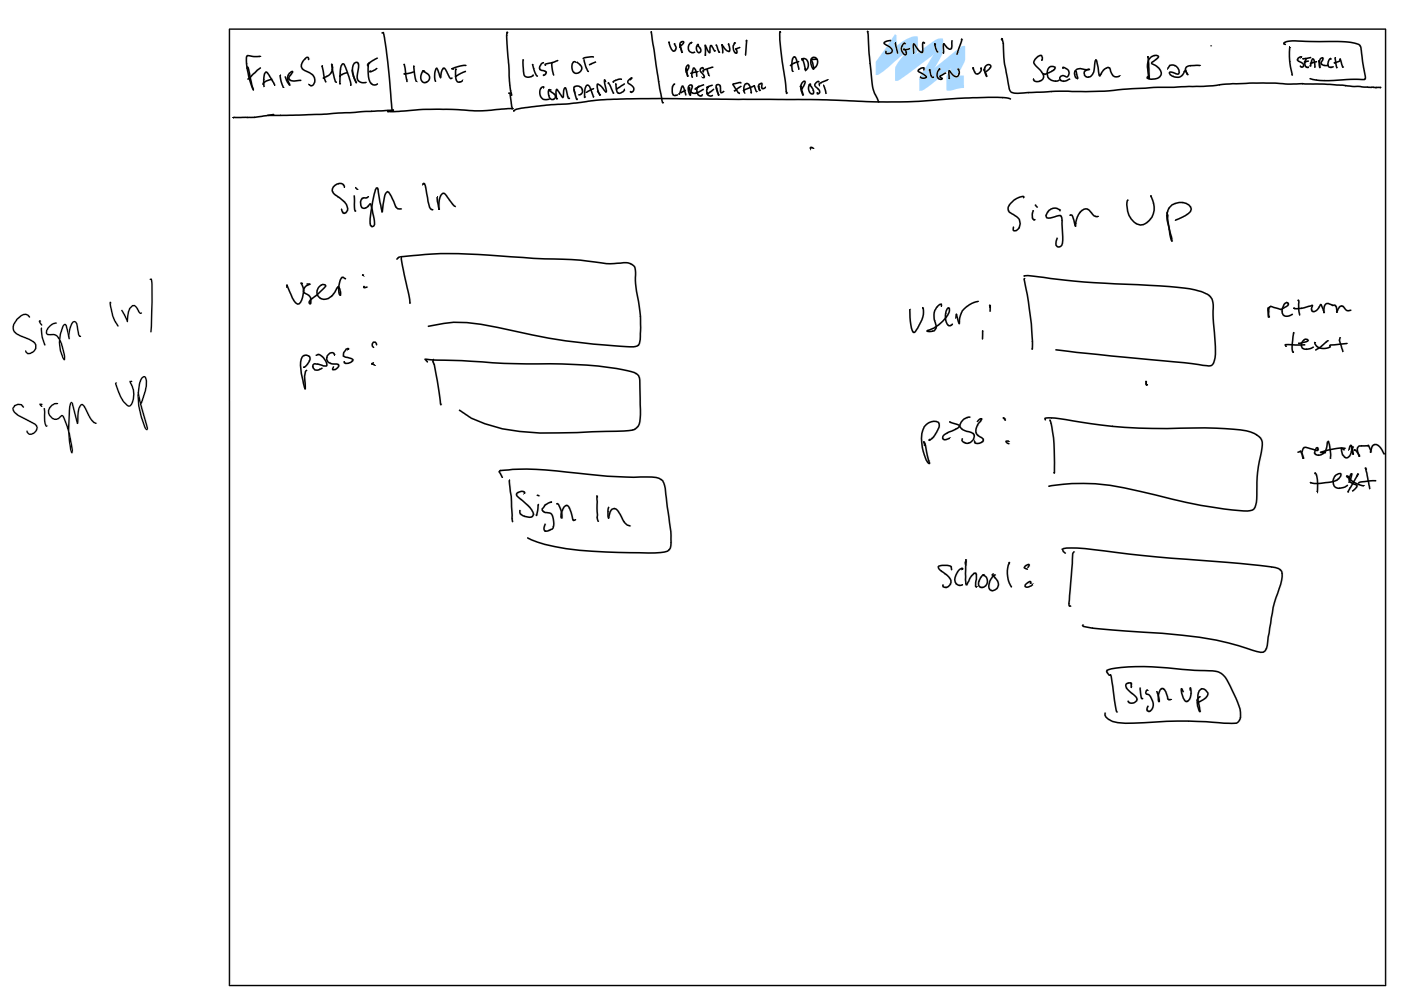 FAIRSHARE
HOME
LIST OF
COMPANIES
UPCOMING/
PAST
CAREER FAIR
ADD
POST
SIGN IN/
SIGN UP
Search Bar
SEARCH
Sign In/
Sign Up
Sign In
user:
pass:
Sign In
Sign Up
user:
return
text
pass:
return
text
school:
Sign up